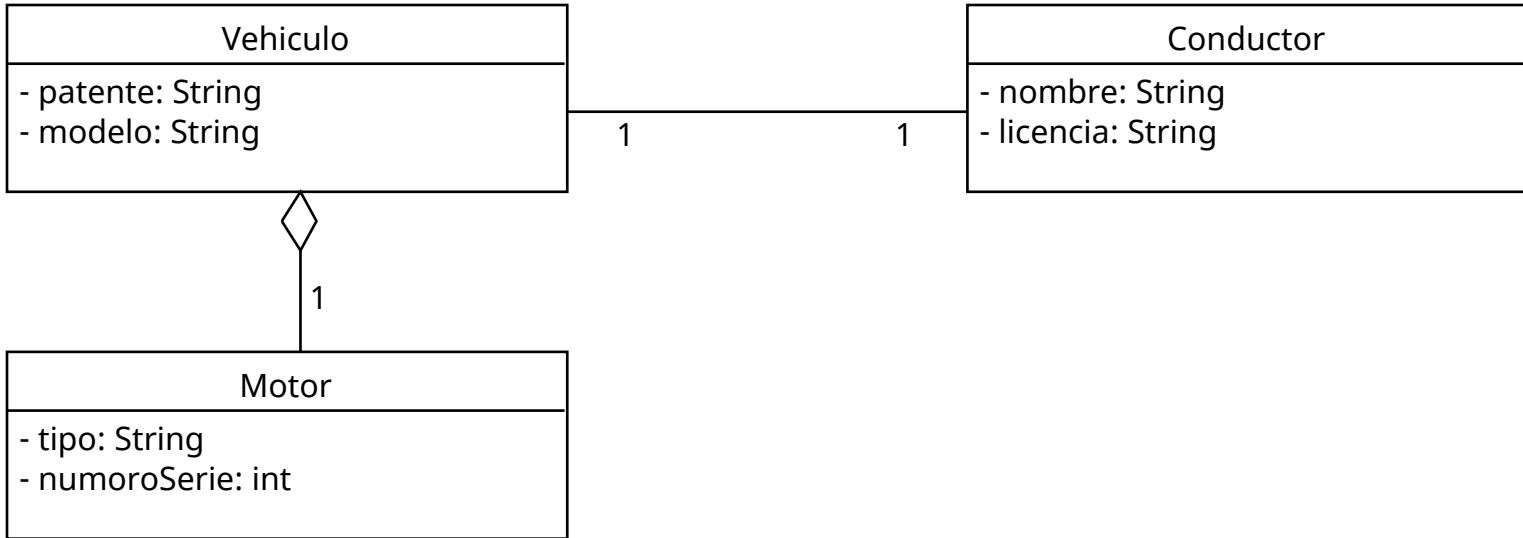 Vehiculo
- patente: String
- modelo: String
Conductor
- nombre: String
- licencia: String
1
1
1
Motor
- tipo: String
- numoroSerie: int